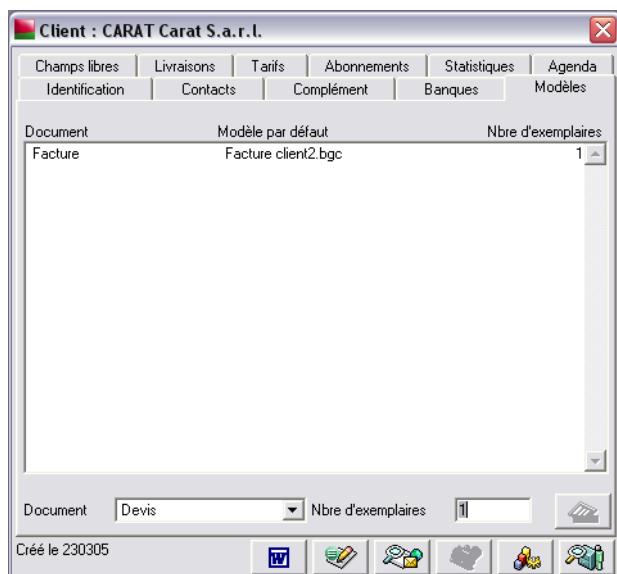 Client : CARAT Carat S.a.r.l.
Champs libres Livraisons Tarifs Abonnements Statistiques Agenda
Identification Contacts Complément Banques Modèles
Document Modèle par défaut Nbre d'exemplaires
Facture Facture client2.bgc 1
Document Devis Nbre d'exemplaires 1
Créé le 230305
W